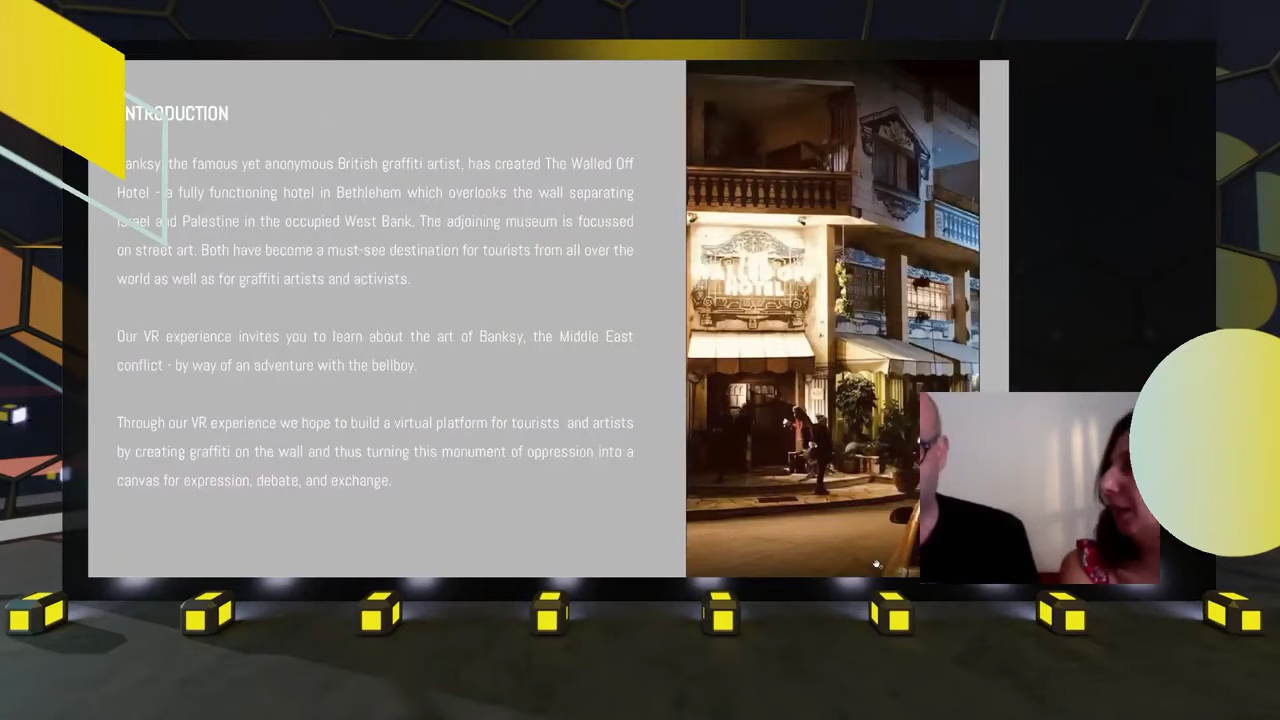 INTRODUCTION
Banksy, the famous yet anonymous British graffiti artist, has created The Walled Off
Hotel - a fully functioning hotel in Bethlehem which overlooks the wall separating
Israel and Palestine in the occupied West Bank. The adjoining museum is focussed
on street art. Both have become a must-see destination for tourists from all over the
world as well as for graffiti artists and activists.
Our VR experience invites you to learn about the art of Banksy, the Middle East
conflict - by way of an adventure with the bellboy.
Through our VR experience we hope to build a virtual platform for tourists and artists
by creating graffiti on the wall and thus turning this monument of oppression into a
canvas for expression, debate, and exchange.
WALLED OFF
HOTEL